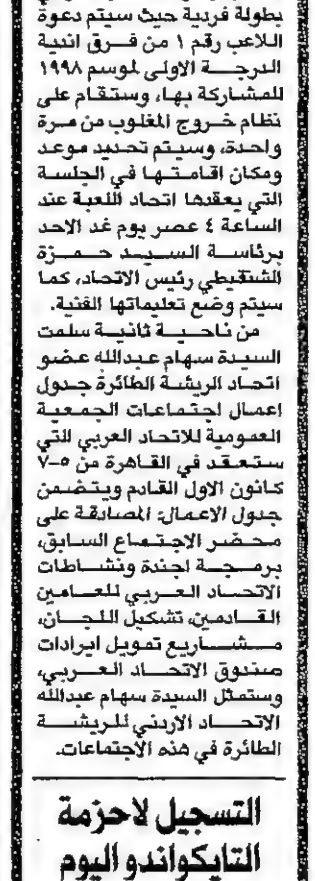 بطولة فردية حيث سيتم دعوة
اللاعب رقم ١ من فرق اندية
الدرجة الاولى لموسم ١٩٩٨
للمشاركة بها، وستقام على
نظام خروج المغلوب من مرة
واحدة، وسيتم تحديد موعد
ومكان اقامتها في الجلسة
التي يعقدها اتحاد اللعبة عند
الساعة ٤ عصر يوم غد الاحد
برئاسة السيد حمزة
الشنقيطي رئيس الاتحاد، كما
سيتم وضع تعليماتها الفنية.
من ناحية ثانية سلمت
السيدة سهام عبدالله عضو
اتحاد الريشة الطائرة جدول
اعمال اجتماعات الجمعية
العمومية للاتحاد العربي التي
ستعقد في القاهرة من ٥-٧
كانون الاول القادم ويتضمن
جدول الاعمال: المصادقة على
محضر الاجتماع السابق،
برمجة اجندة ونشاطات
الاتحاد العربي للعامين
القادمين، تشكيل اللجان،
مشاريع تمويل ايرادات
صندوق الاتحاد العربي،
وستمثل السيدة سهام عبدالله
الاتحاد الاردني للريشة
الطائرة في هذه الاجتماعات.
التسجيل لاحزمة
التايكواندو اليوم